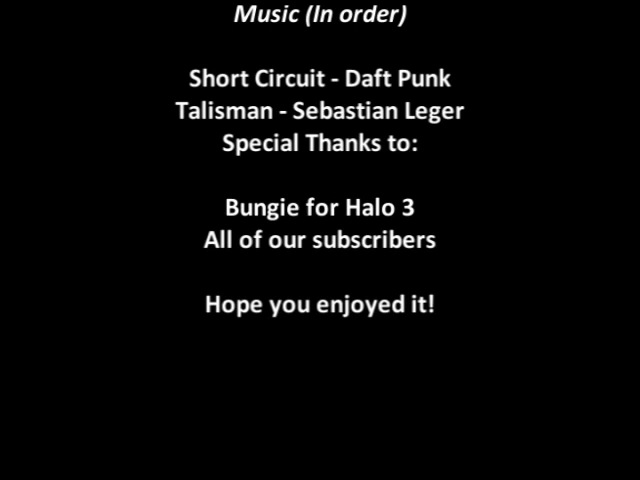 Music (In order)
Short Circuit - Daft Punk
Talisman - Sebastian Leger
Special Thanks to:
Bungie for Halo 3
All of our subscribers
Hope you enjoyed it!